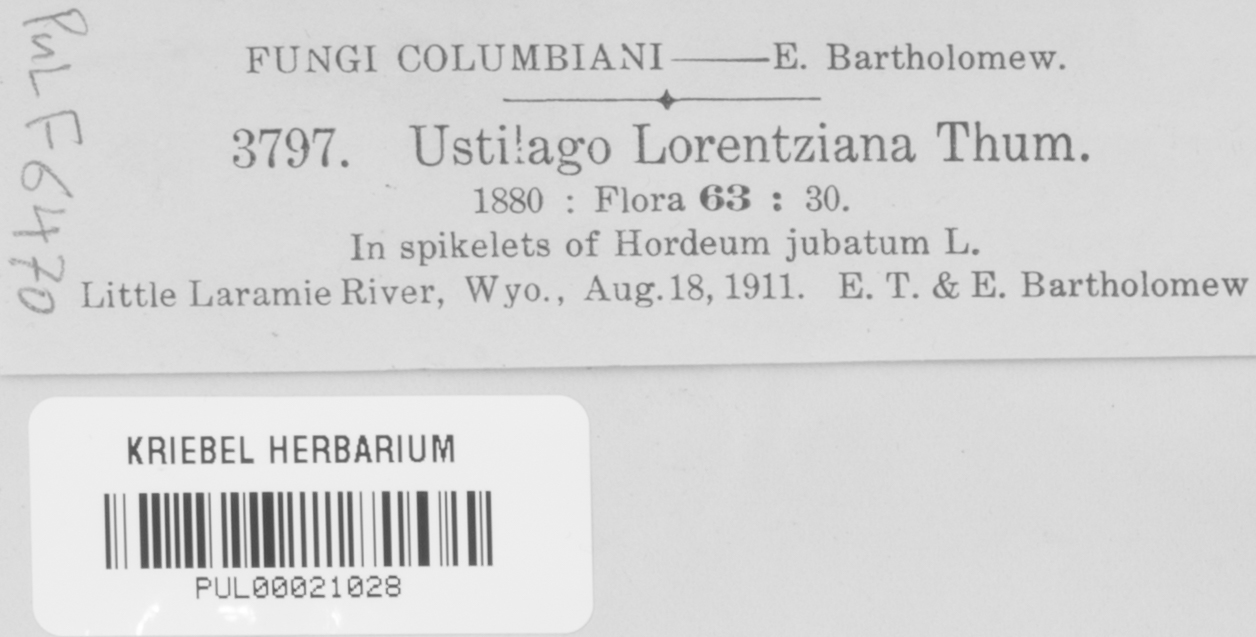 PUL F6470
FUNGI COLUMBIANI——E. Bartholomew.
3797. Ustilago Lorentziana Thum.
1880 : Flora 63 : 30.
In spikelets of Hordeum jubatum L.
Little Laramie River, Wyo., Aug. 18, 1911. E. T. & E. Bartholomew
KRIEBEL HERBARIUM
PUL00021028